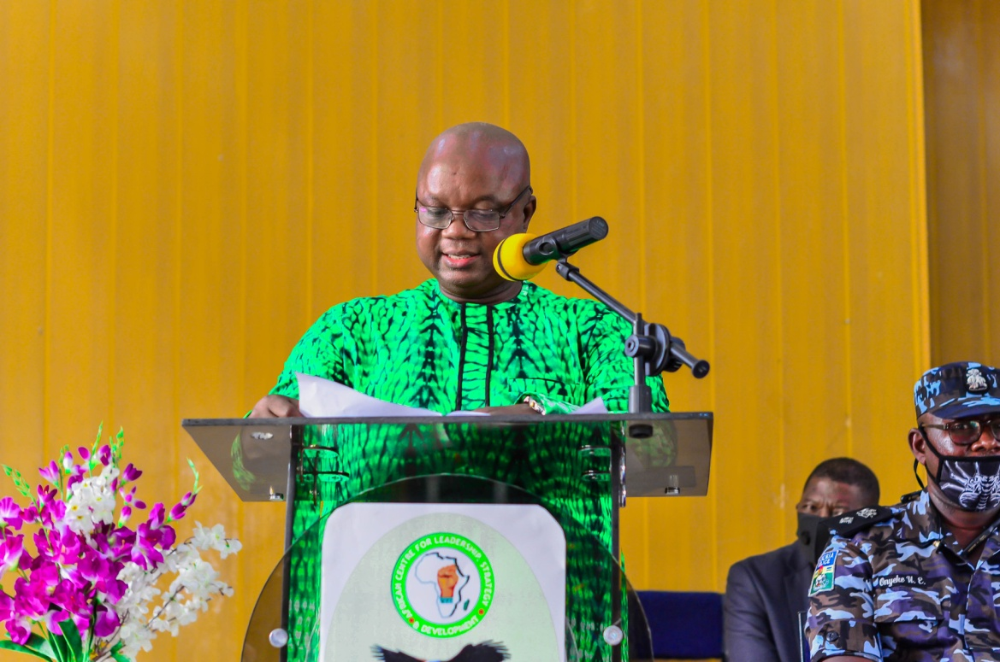 AFRICAN CENTRE FOR LEADERSHIP, STRATEGY
& DEVELOPMENT
Onyeke U. E.